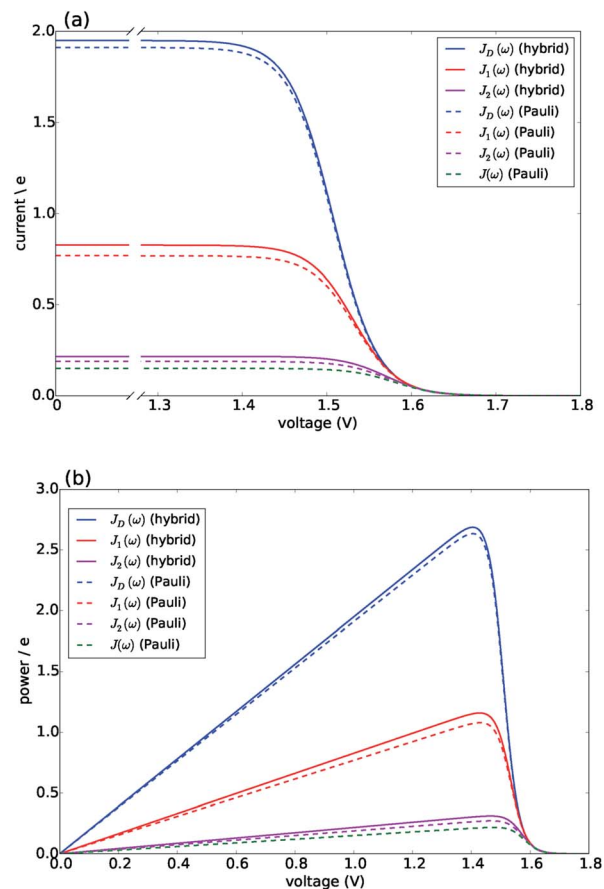 (a)
2.0
1.5
1.0
0.5
0.0
current \ e
J_D(ω) (hybrid)
J_1(ω) (hybrid)
J_2(ω) (hybrid)
J_D(ω) (Pauli)
J_1(ω) (Pauli)
J_2(ω) (Pauli)
J(ω) (Pauli)
0 1.3 1.4 1.5 1.6 1.7 1.8
voltage (V)
(b)
3.0
2.5
2.0
1.5
1.0
0.5
0.0
power / e
J_D(ω) (hybrid)
J_1(ω) (hybrid)
J_2(ω) (hybrid)
J_D(ω) (Pauli)
J_1(ω) (Pauli)
J_2(ω) (Pauli)
J(ω) (Pauli)
0.0 0.2 0.4 0.6 0.8 1.0 1.2 1.4 1.6 1.8
voltage (V)